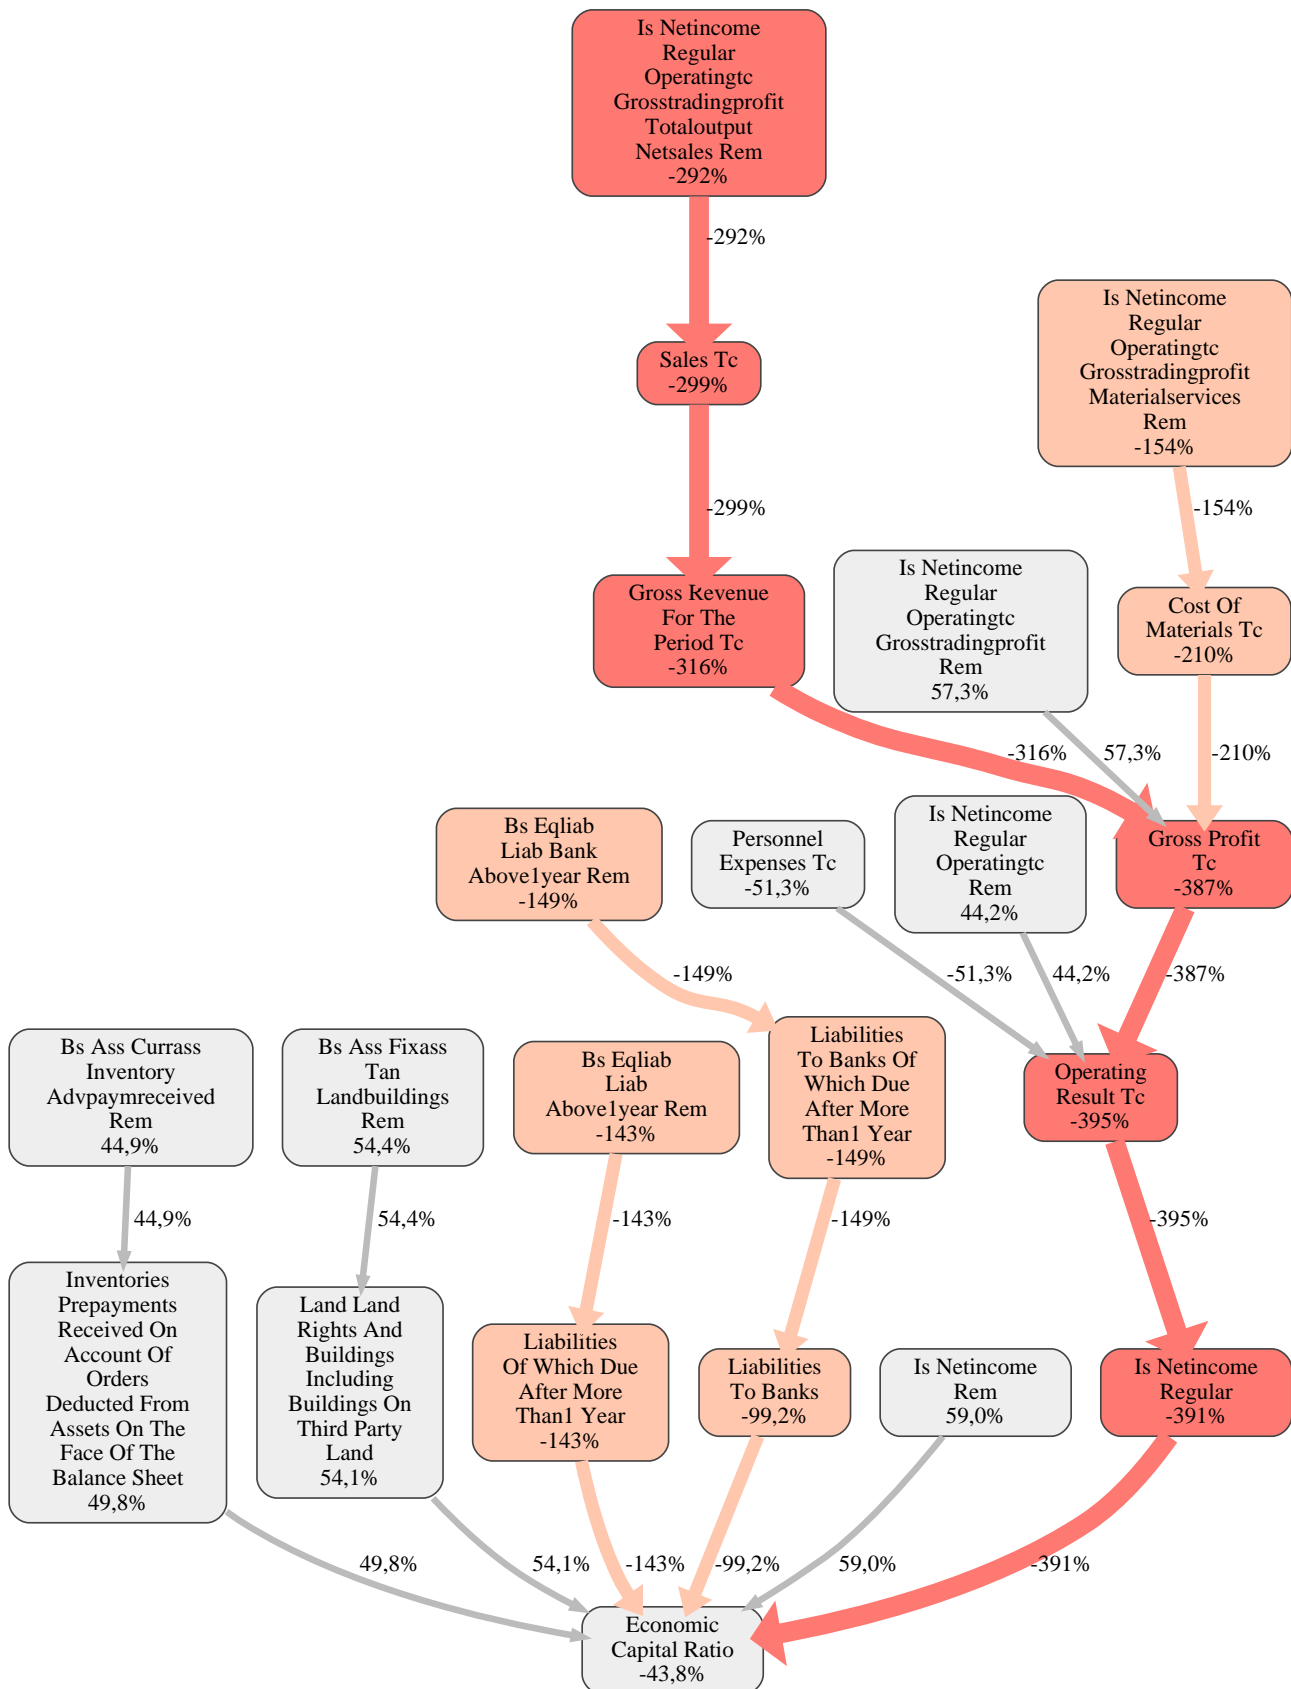 Is Netincome
Regular
Operatingtc
Grosstradingprofit
Totaloutput
Netsales Rem
-292%
-292%
Sales Tc
-299%
-299%
Is Netincome
Regular
Operatingtc
Grosstradingprofit
Materialservices
Rem
-154%
-154%
Gross Revenue
For The
Period Tc
-316%
-316%
Is Netincome
Regular
Operatingtc
Grosstradingprofit
Rem
57,3%
57,3%
Cost Of
Materials Tc
-210%
-210%
Bs Eqliab
Liab Bank
Above1year Rem
-149%
-149%
Personnel
Expenses Tc
-51,3%
-51,3%
Is Netincome
Regular
Operatingtc
Rem
44,2%
44,2%
Gross Profit
Tc
-387%
-387%
Bs Ass Currass
Inventory
Advpaymreceived
Rem
44,9%
44,9%
Bs Ass Fixass
Tan
Landbuildings
Rem
54,4%
54,4%
Bs Eqliab
Liab
Above1year Rem
-143%
-143%
Liabilities
To Banks Of
Which Due
After More
Than1 Year
-149%
-149%
Operating
Result Tc
-395%
-395%
Inventories
Prepayments
Received On
Account Of
Orders
Deducted From
Assets On The
Face Of The
Balance Sheet
49,8%
49,8%
Land Land
Rights And
Buildings
Including
Buildings On
Third Party
Land
54,1%
54,1%
Liabilities
Of Which Due
After More
Than1 Year
-143%
-143%
Liabilities
To Banks
-99,2%
-99,2%
Is Netincome
Rem
59,0%
59,0%
Is Netincome
Regular
-391%
-391%
Economic
Capital Ratio
-43,8%